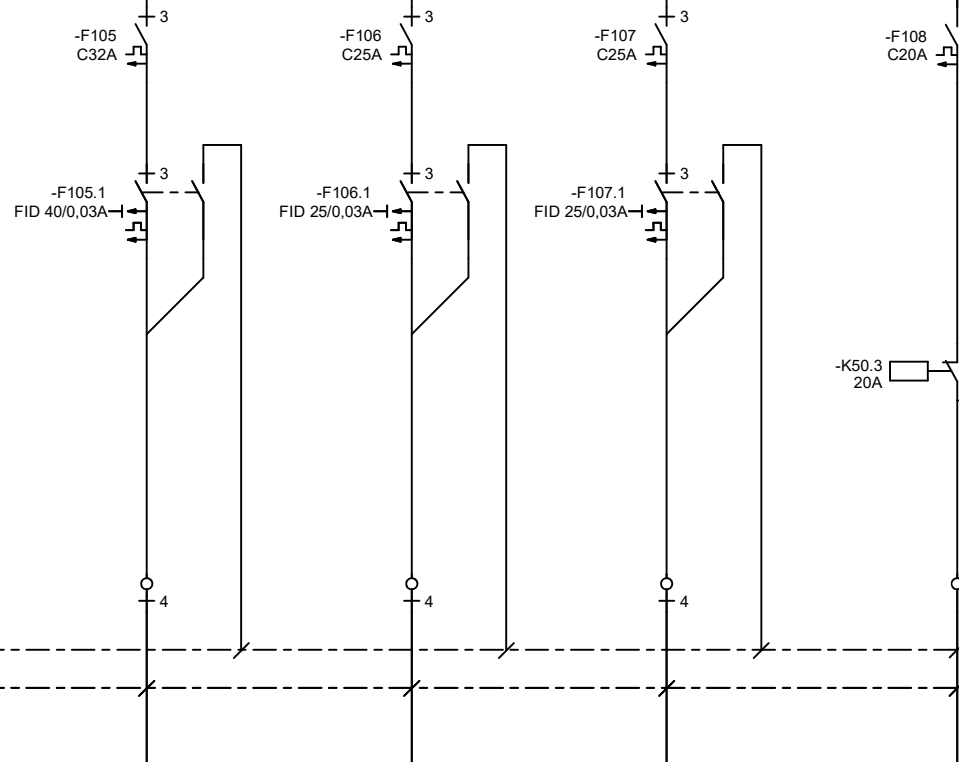 3
3
3
-F105
C32A
-F106
C25A
-F107
C25A
-F108
C20A
3
3
3
-F105.1
FID 40/0,03A
-F106.1
FID 25/0,03A
-F107.1
FID 25/0,03A
-K50.3
20A
4
4
4